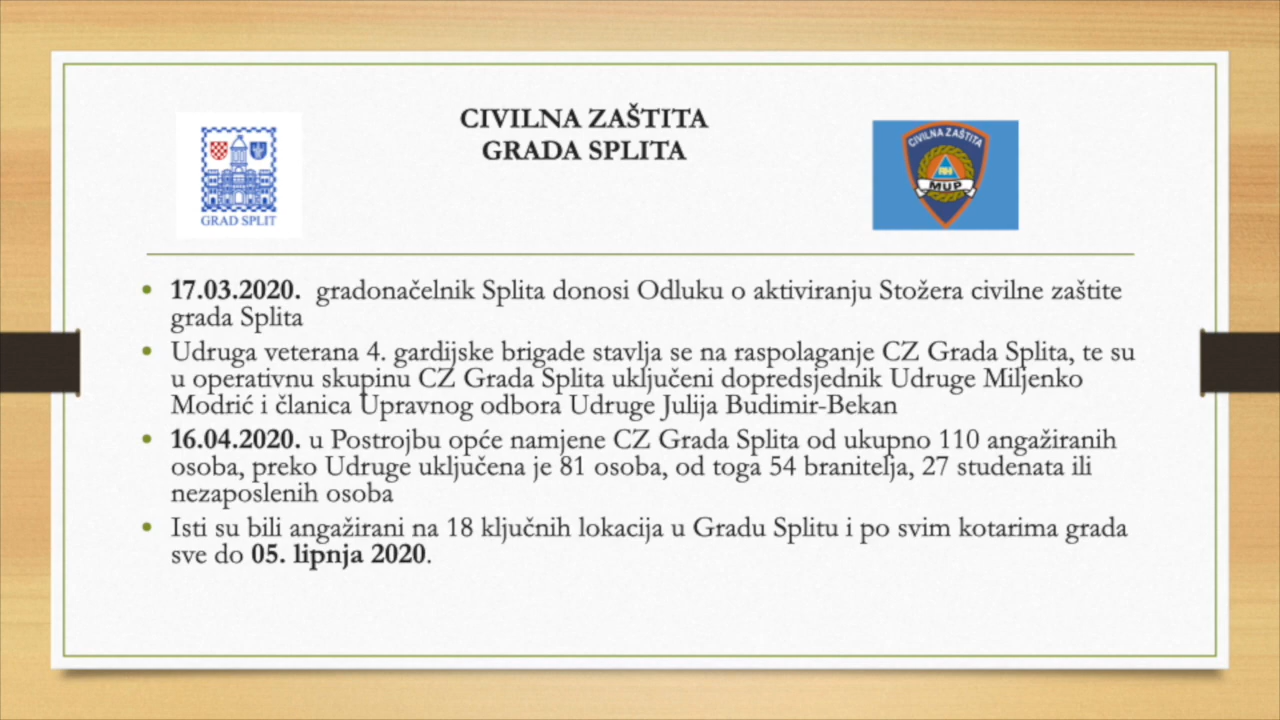 CIVILNA ZAŠTITA
GRADA SPLITA
GRAD SPLIT
CIVILNA ZAŠTITA
RH
MUP
• 17.03.2020. gradonačelnik Splita donosi Odluku o aktiviranju Stožera civilne zaštite
grada Splita
• Udruga veterana 4. gardijske brigade stavlja se na raspolaganje CZ Grada Splita, te su
u operativnu skupinu CZ Grada Splita uključeni dopredsjednik Udruge Miljenko
Modrić i članica Upravnog odbora Udruge Julija Budimir-Bekan
• 16.04.2020. u Postrojbu opće namjene CZ Grada Splita od ukupno 110 angažiranih
osoba, preko Udruge uključena je 81 osoba, od toga 54 branitelja, 27 studenata ili
nezaposlenih osoba
• Isti su bili angažirani na 18 ključnih lokacija u Gradu Splitu i po svim kotarima grada
sve do 05. lipnja 2020.